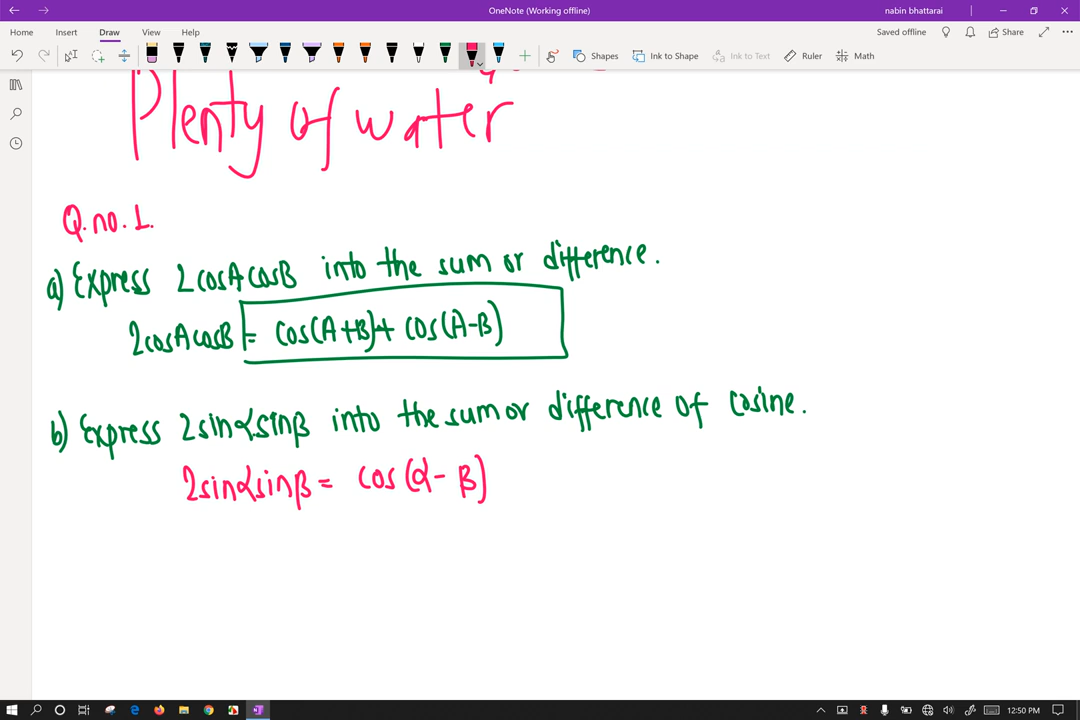 OneNote (Working offline)
nabin bhattarai
Home Insert Draw View Help
Saved offline Share
Shapes Ink to Shape Ink to Text Ruler Math
Plenty of water
Q.no.1.
a) Express 2cosAcosB into the sum or difference.
2cosAcosB = cos(A+B)+ cos(A-B)
b) Express 2sinαsinβ into the sum or difference of cosine.
2sinαsinβ = cos(α-β)
12:50 PM